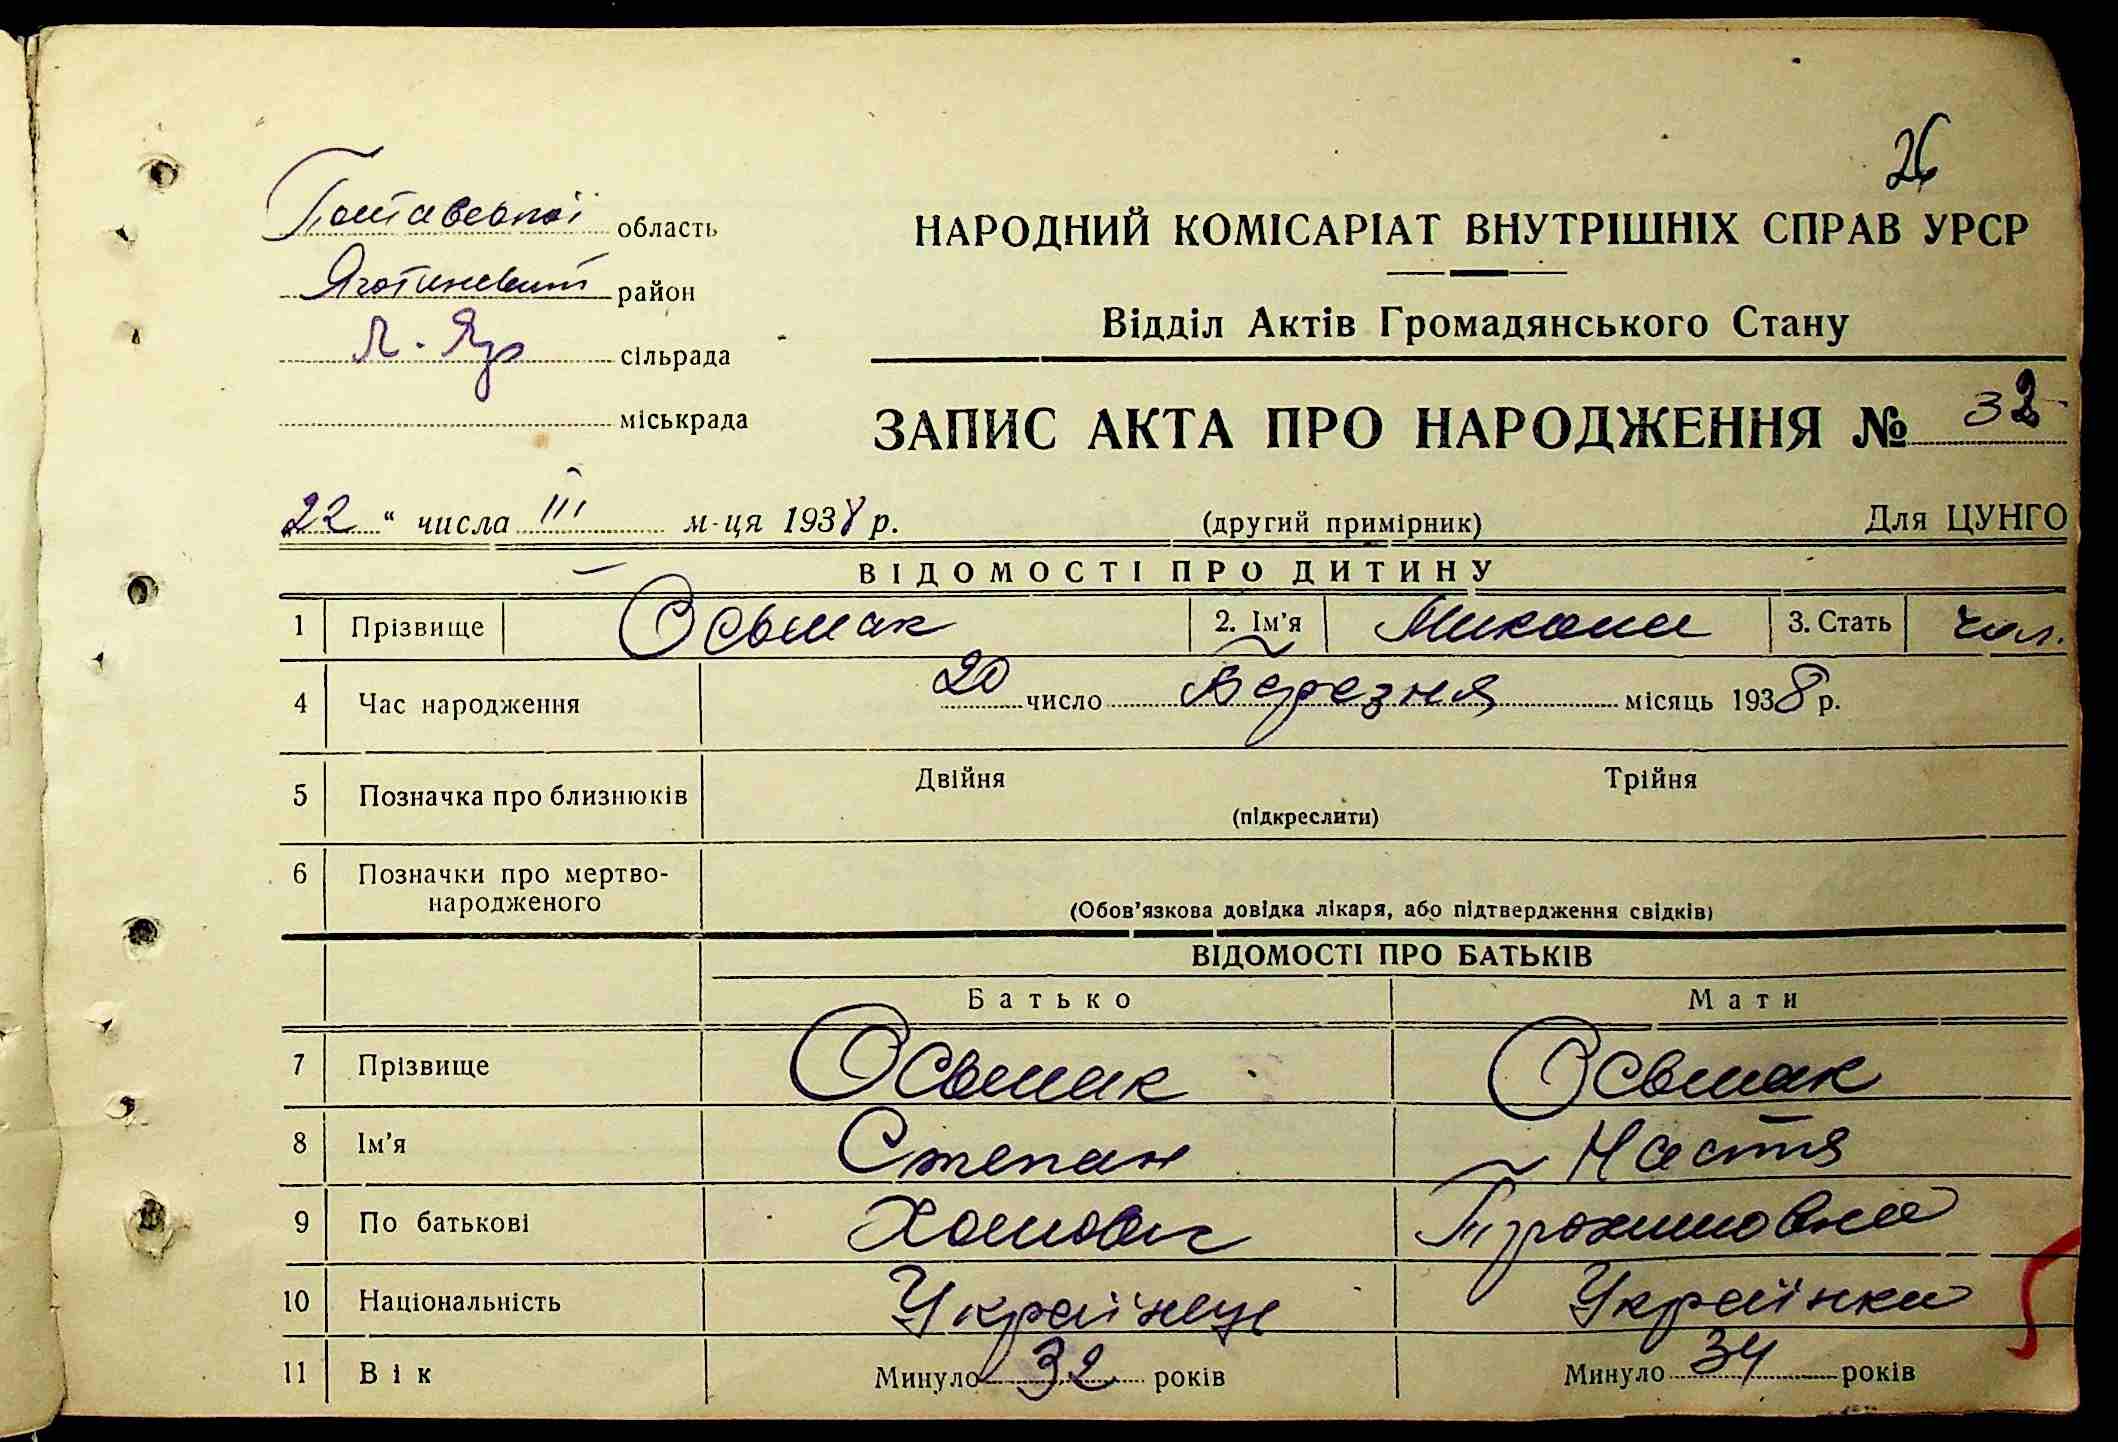 26
Полтавської область
Яготинський район
Л. Яр сільрада
міськрада
НАРОДНИЙ КОМІСАРІАТ ВНУТРІШНІХ СПРАВ УРСР
Відділ Актів Громадянського Стану
ЗАПИС АКТА ПРО НАРОДЖЕННЯ № 32
22 “ числа III м-ця 1938 р. (другий примірник) Для ЦУНГО
ВІДОМОСТІ ПРО ДИТИНУ
1 Прізвище Осьмак 2. Ім’я Микола 3. Стать чол.
4 Час народження 20 число Березня місяць 1938 р.
5 Позначка про близнюків Двійня Трійня
(підкреслити)
6 Позначки про мертво-
народженого
(Обов’язкова довідка лікаря, або підтвердження свідків)
ВІДОМОСТІ ПРО БАТЬКІВ
Батько Мати
7 Прізвище Осьмак Осьмак
8 Ім’я Степан Настя
9 По батькові Хомович Трохимовна
10 Національність Українець Українка
11 Вік Минуло 32 років Минуло 34 років